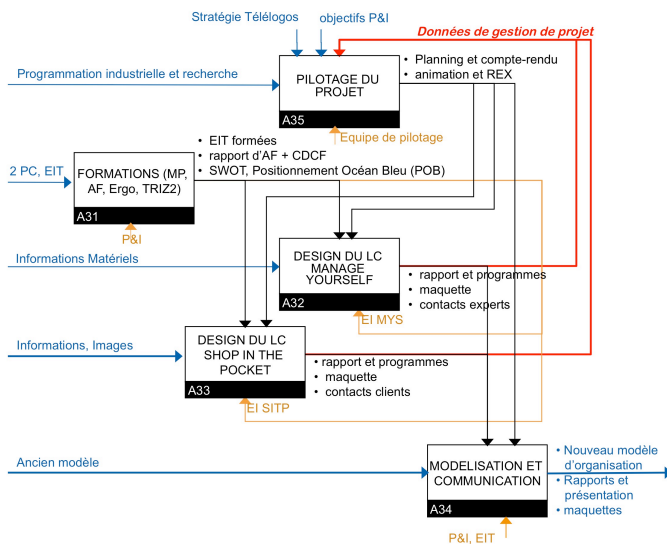 Stratégie Télélogos
objectifs P&I
Données de gestion de projet
Programmation industrielle et recherche
PILOTAGE DU
PROJET
A35
• Planning et compte-rendu
• animation et REX
Equipe de pilotage
2 PC, EIT
FORMATIONS (MP,
AF, Ergo, TRIZ2)
A31
• EIT formées
• rapport d'AF + CDCF
• SWOT, Positionnement Océan Bleu (POB)
P&I
Informations Matériels
DESIGN DU LC
MANAGE
YOURSELF
A32
• rapport et programmes
• maquette
• contacts experts
EI MYS
Informations, Images
DESIGN DU LC
SHOP IN THE
POCKET
A33
• rapport et programmes
• maquette
• contacts clients
EI SITP
Ancien modèle
MODELISATION ET
COMMUNICATION
A34
• Nouveau modèle
d'organisation
• Rapports et
présentation
• maquettes
P&I, EIT